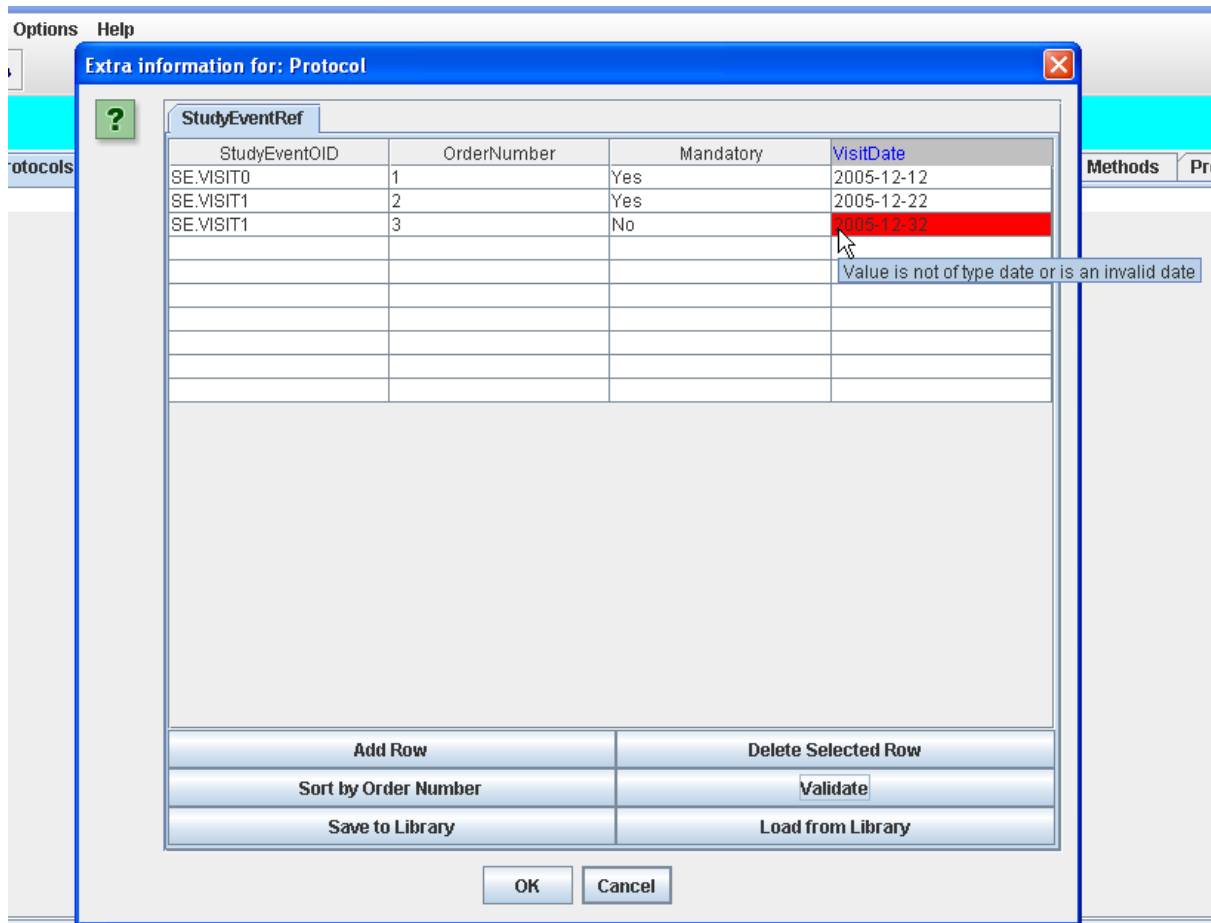 Options Help
Extra information for: Protocol
?
StudyEventRef
StudyEventOID OrderNumber Mandatory VisitDate
otocols Methods Pr
SE.VISIT0 1 Yes 2005-12-12
SE.VISIT1 2 Yes 2005-12-22
SE.VISIT1 3 No 2005-12-32
Value is not of type date or is an invalid date
Add Row Delete Selected Row
Sort by Order Number Validate
Save to Library Load from Library
OK Cancel